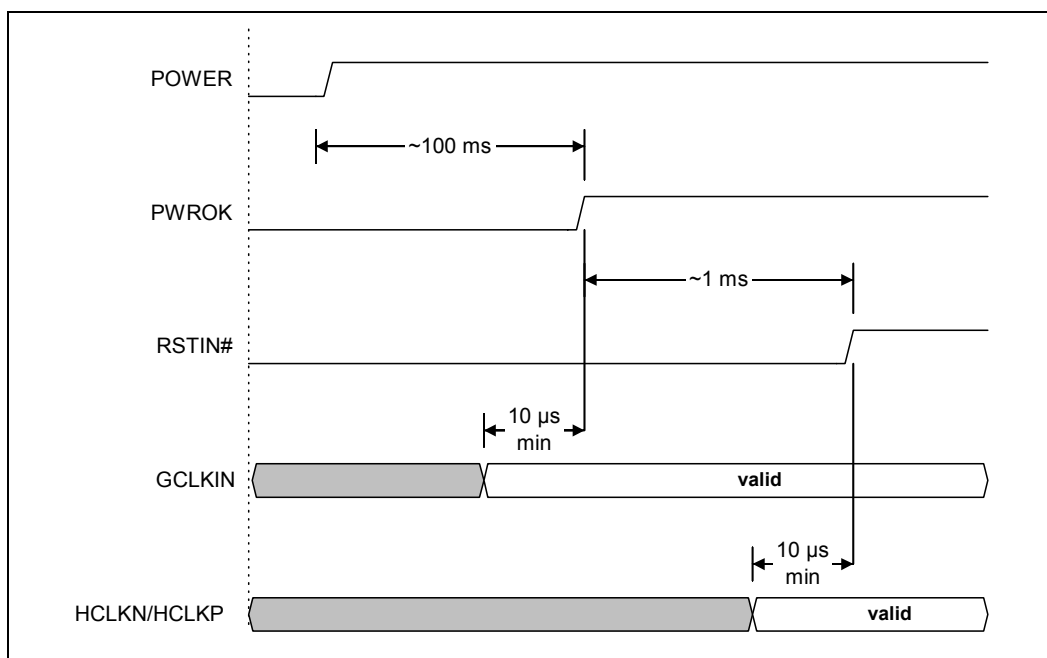 POWER
~100 ms
PWROK
~1 ms
RSTIN#
10 µs
min
GCLKIN
valid
10 µs
min
HCLKN/HCLKP
valid